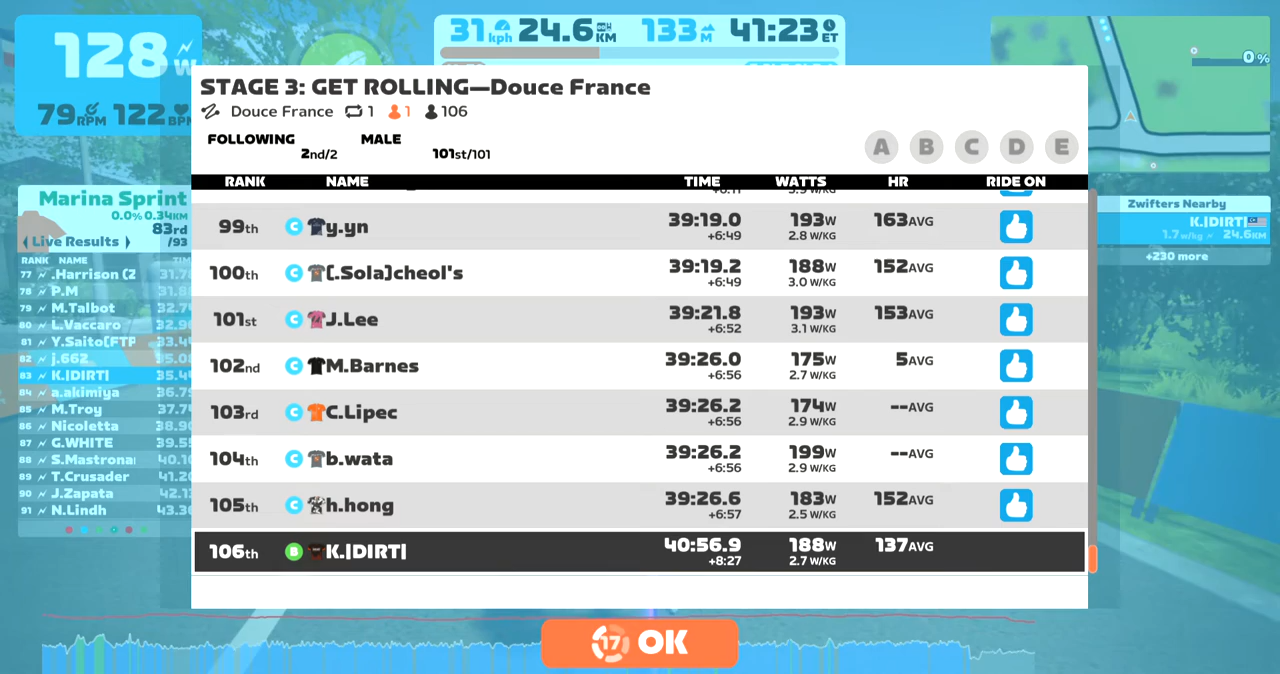 128 W
79 RPM 122 BPM
31 kph 24.6 KM 133 M 41:23 ET
0%
STAGE 3: GET ROLLING—Douce France
Douce France 1 1 106
FOLLOWING MALE
2nd/2 101st/101
A B C D E
RANK NAME TIME WATTS HR RIDE ON
99th C y.yn 39:19.0 193W 163AVG
+6:49 2.8 W/KG
100th C [.Sola]cheol's 39:19.2 188W 152AVG
+6:49 3.0 W/KG
101st C J.Lee 39:21.8 193W 153AVG
+6:52 3.1 W/KG
102nd C M.Barnes 39:26.0 175W 5AVG
+6:56 2.7 W/KG
103rd C C.Lipec 39:26.2 174W --AVG
+6:56 2.9 W/KG
104th C b.wata 39:26.2 199W --AVG
+6:56 2.9 W/KG
105th C h.hong 39:26.6 183W 152AVG
+6:57 2.5 W/KG
106th B K.|DIRT| 40:56.9 188W 137AVG
+8:27 2.7 W/KG
17 OK
Marina Sprint
0.0% 0.34KM
83rd
/93
Live Results
RANK NAME
77 .Harrison (Z
78 P.M
79 M.Talbot
80 L.Vaccaro
81 Y.Saito[FTP
82 j.662
83 K.|DIRT|
84 a.akimiya
85 M.Troy
86 Nicoletta
87 G.WHITE
88 S.Mastrona
89 T.Crusader
90 J.Zapata
91 N.Lindh
Zwifters Nearby
K.|DIRT|
1.7w/kg 24.6KM
+230 more